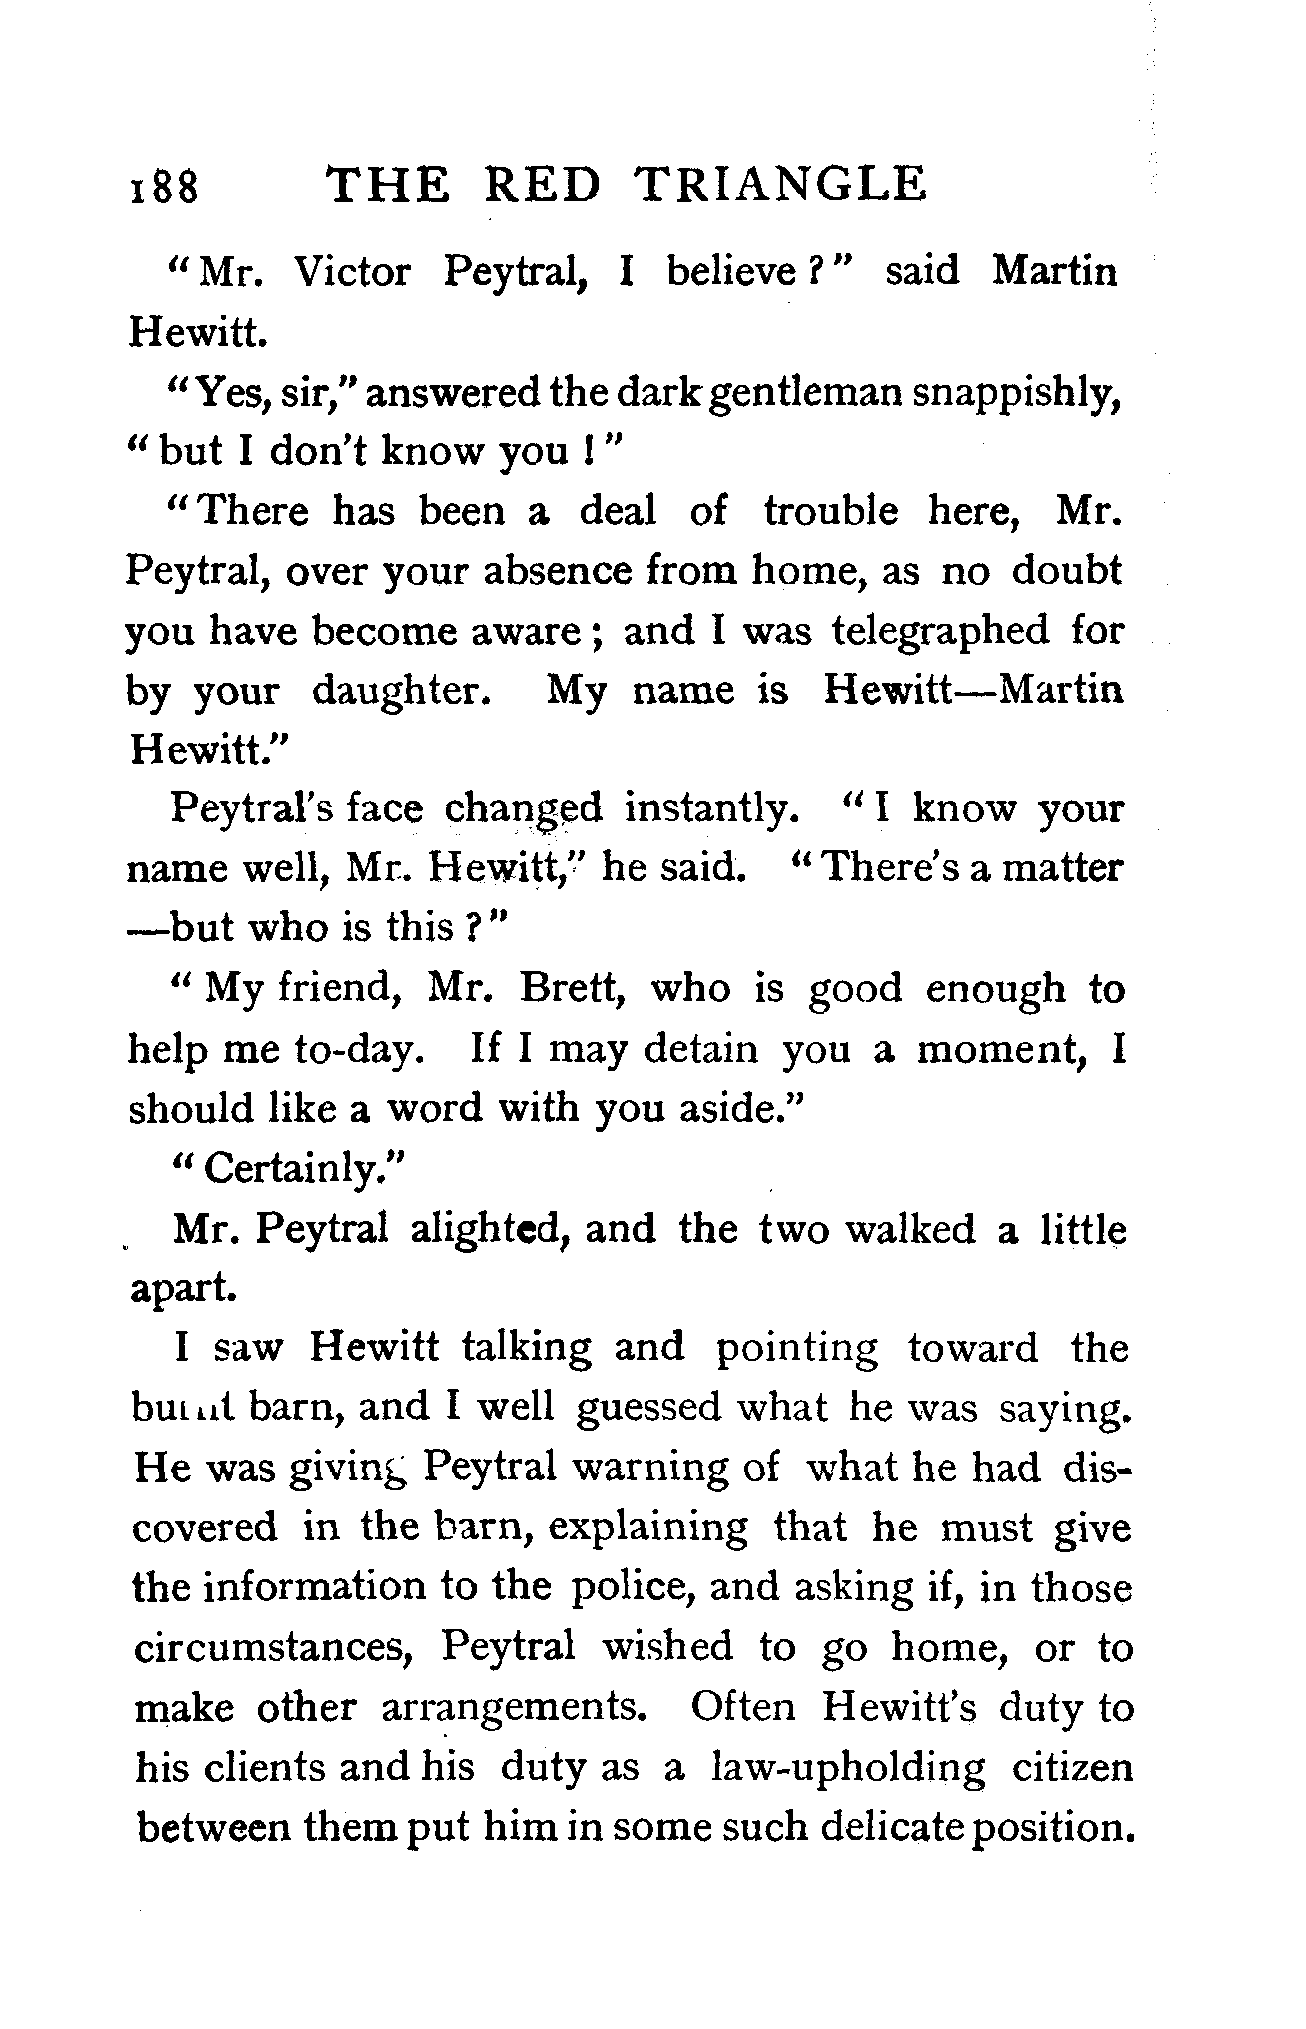 188 THE RED TRIANGLE
" Mr. Victor Peytral, I believe ? " said Martin
Hewitt.
" Yes, sir," answered the dark gentleman snappishly,
" but I don't know you ! "
" There has been a deal of trouble here, Mr.
Peytral, over your absence from home, as no doubt
you have become aware ; and I was telegraphed for
by your daughter. My name is Hewitt—Martin
Hewitt."
Peytral's face changed instantly. " I know your
name well, Mr. Hewitt," he said. " There's a matter
—but who is this ? "
" My friend, Mr. Brett, who is good enough to
help me to-day. If I may detain you a moment, I
should like a word with you aside."
" Certainly."
Mr. Peytral alighted, and the two walked a little
apart.
I saw Hewitt talking and pointing toward the
burnt barn, and I well guessed what he was saying.
He was giving Peytral warning of what he had dis-
covered in the barn, explaining that he must give
the information to the police, and asking if, in those
circumstances, Peytral wished to go home, or to
make other arrangements. Often Hewitt's duty to
his clients and his duty as a law-upholding citizen
between them put him in some such delicate position.